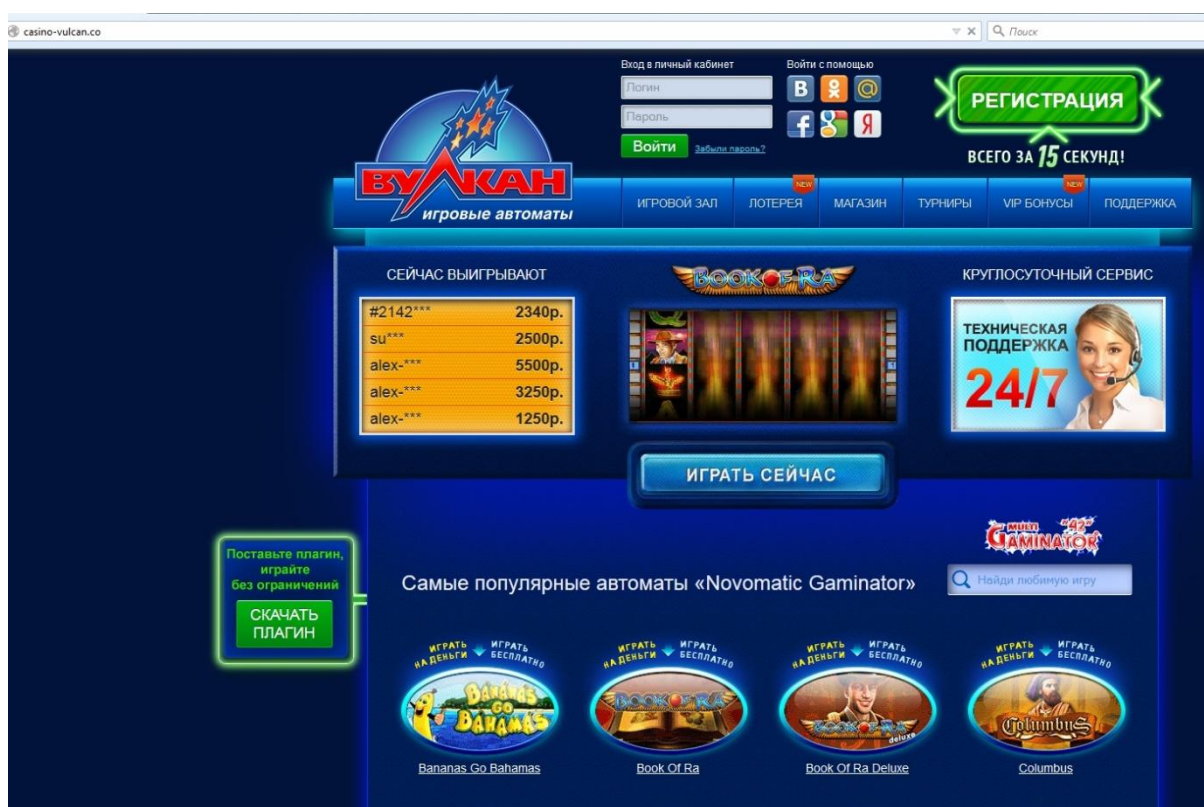 casino-vulcan.co
Поиск
Вход в личный кабинет
Логин
Пароль
Войти
Забыли пароль?
Войти с помощью
РЕГИСТРАЦИЯ
ВСЕГО ЗА 15 СЕКУНД!
ВУЛКАН
игровые автоматы
ИГРОВОЙ ЗАЛ
NEW
ЛОТЕРЕЯ
МАГАЗИН
ТУРНИРЫ
NEW
VIP БОНУСЫ
ПОДДЕРЖКА
СЕЙЧАС ВЫИГРЫВАЮТ
#2142*** 2340р.
su*** 2500р.
alex-*** 5500р.
alex-*** 3250р.
alex-*** 1250р.
BOOK OF RA
КРУГЛОСУТОЧНЫЙ СЕРВИС
ТЕХНИЧЕСКАЯ
ПОДДЕРЖКА
24/7
ИГРАТЬ СЕЙЧАС
Поставьте плагин,
играйте
без ограничений
СКАЧАТЬ
ПЛАГИН
MULTI "42"
GAMINATOR
Самые популярные автоматы «Novomatic Gaminator»
Найди любимую игру
ИГРАТЬ НА ДЕНЬГИ
ИГРАТЬ БЕСПЛАТНО
BANANAS GO BAHAMAS
Bananas Go Bahamas
ИГРАТЬ НА ДЕНЬГИ
ИГРАТЬ БЕСПЛАТНО
BOOK OF RA
Book Of Ra
ИГРАТЬ НА ДЕНЬГИ
ИГРАТЬ БЕСПЛАТНО
BOOK OF RA
deluxe
Book Of Ra Deluxe
ИГРАТЬ НА ДЕНЬГИ
ИГРАТЬ БЕСПЛАТНО
Columbus
Columbus